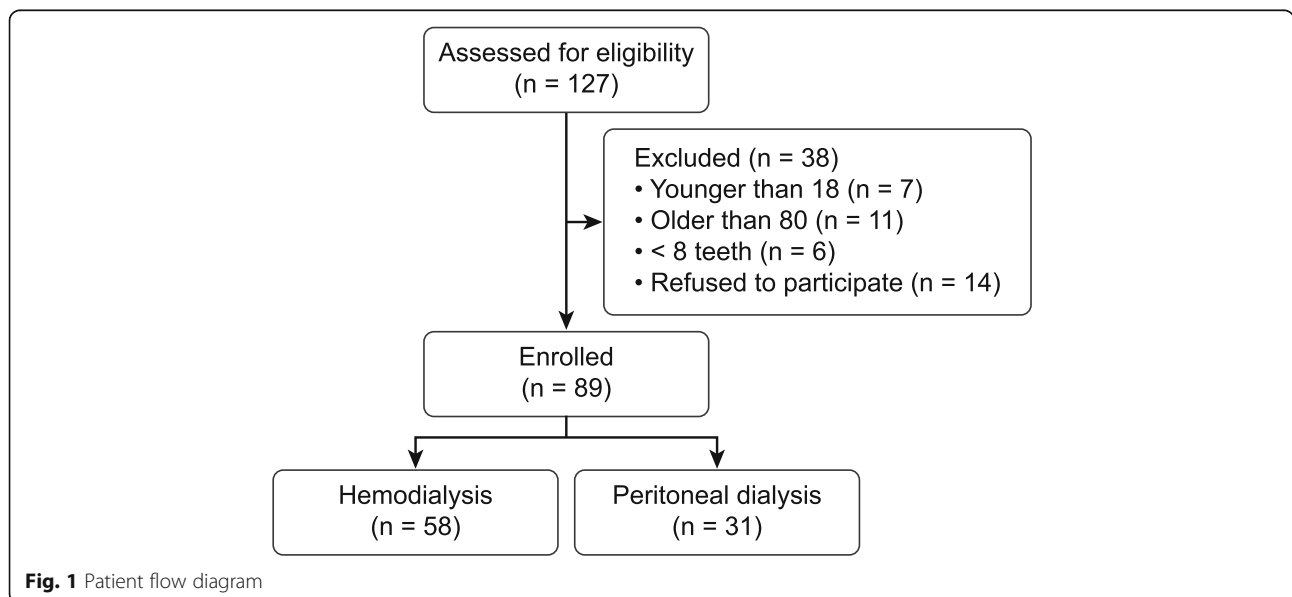 Assessed for eligibility
(n = 127)
Excluded (n = 38)
• Younger than 18 (n = 7)
• Older than 80 (n = 11)
• < 8 teeth (n = 6)
• Refused to participate (n = 14)
Enrolled
(n = 89)
Hemodialysis
(n = 58)
Peritoneal dialysis
(n = 31)
Fig. 1 Patient flow diagram